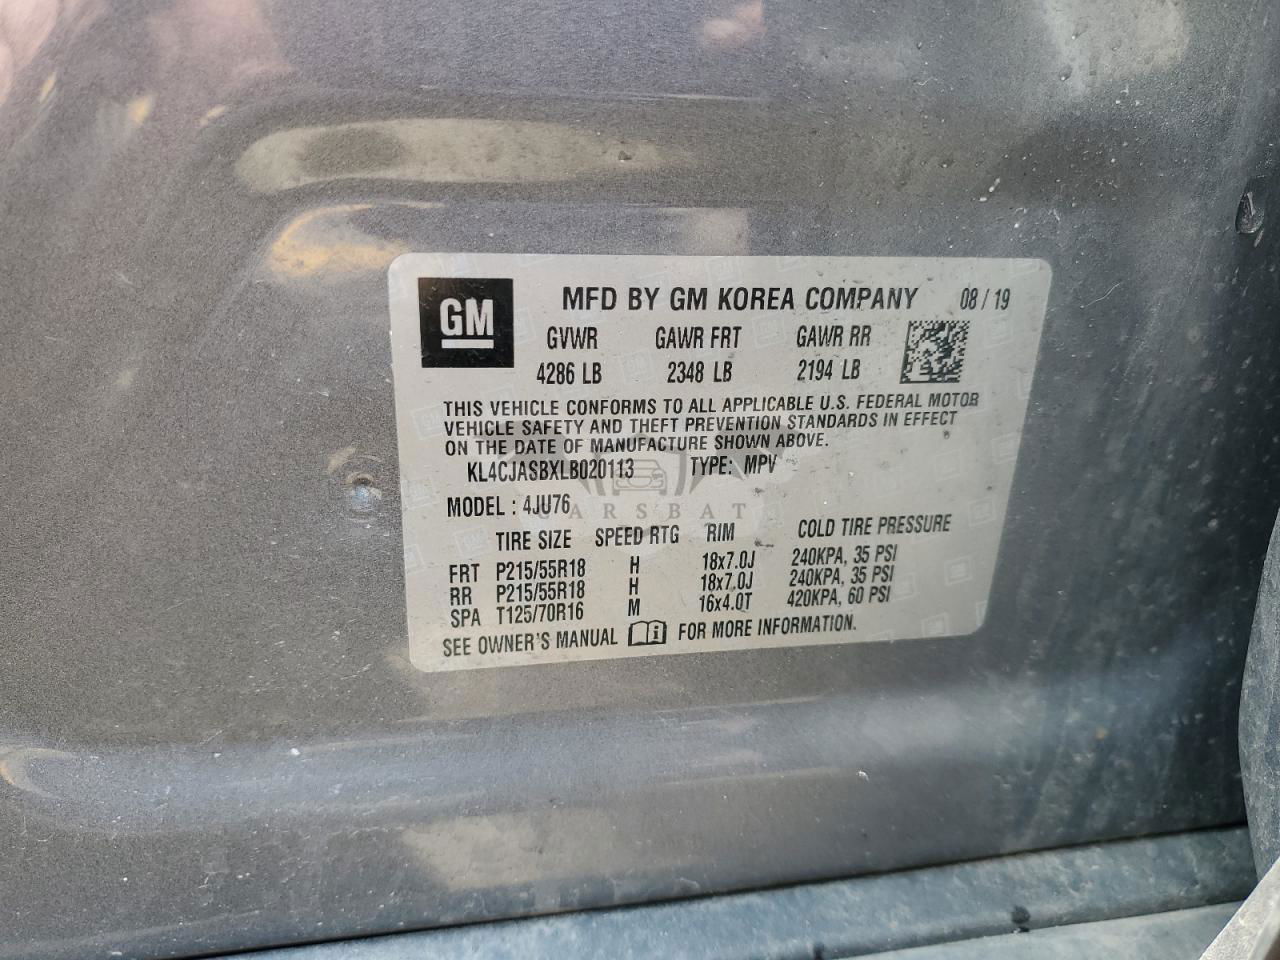 GM
MFD BY GM KOREA COMPANY 08 / 19
GVWR GAWR FRT GAWR RR
4286 LB 2348 LB 2194 LB
THIS VEHICLE CONFORMS TO ALL APPLICABLE U.S. FEDERAL MOTOR
VEHICLE SAFETY AND THEFT PREVENTION STANDARDS IN EFFECT
ON THE DATE OF MANUFACTURE SHOWN ABOVE.
KL4CJASBXLB020113 TYPE: MPV
MODEL : 4JU76
CARSBAT
TIRE SIZE SPEED RTG RIM COLD TIRE PRESSURE
FRT P215/55R18 H 18x7.0J 240KPA, 35 PSI
RR P215/55R18 H 18x7.0J 240KPA, 35 PSI
SPA T125/70R16 M 16x4.0T 420KPA, 60 PSI
SEE OWNER'S MANUAL FOR MORE INFORMATION.